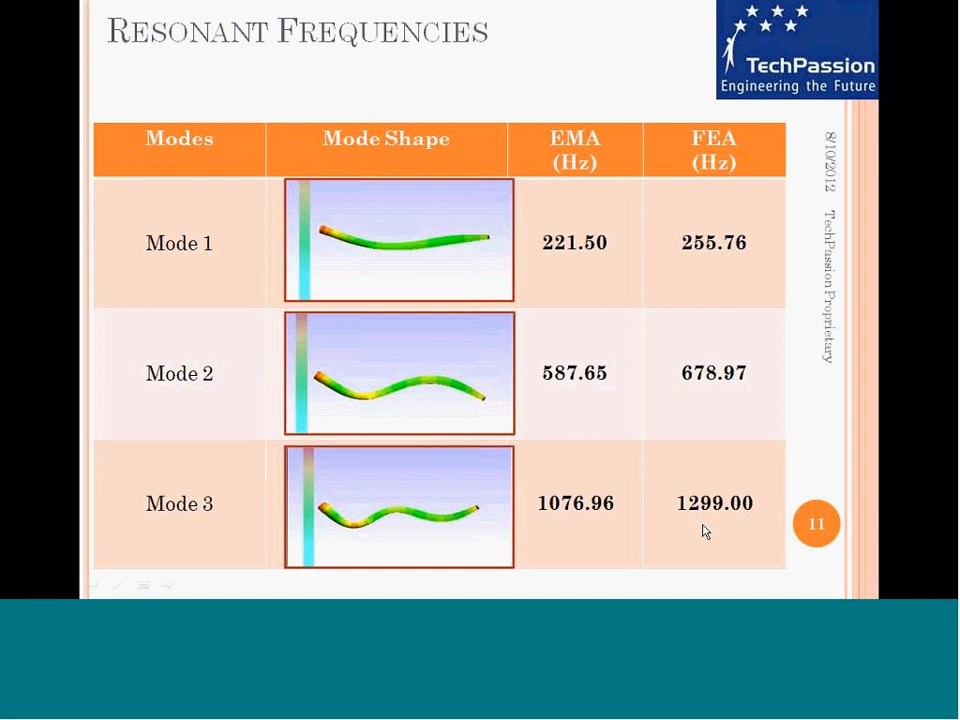 RESONANT FREQUENCIES
TechPassion
Engineering the Future
Modes Mode Shape EMA (Hz) FEA (Hz)
Mode 1 221.50 255.76
Mode 2 587.65 678.97
Mode 3 1076.96 1299.00
8/10/2012 TechPassion Proprietary
11